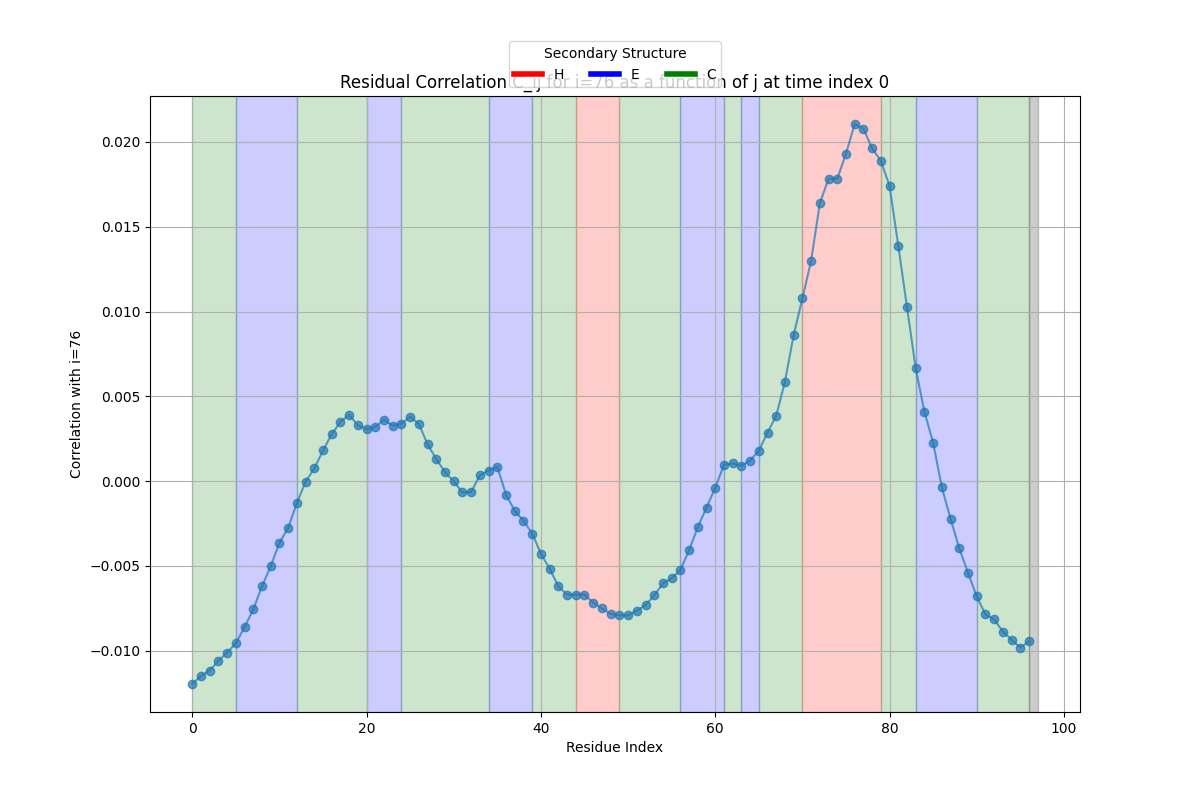 Secondary Structure
H E C
Residual Correlation C_ij for i=76 as a function of j at time index 0
0.020
0.015
0.010
0.005
0.000
−0.005
−0.010
Correlation with i=76
0 20 40 60 80 100
Residue Index